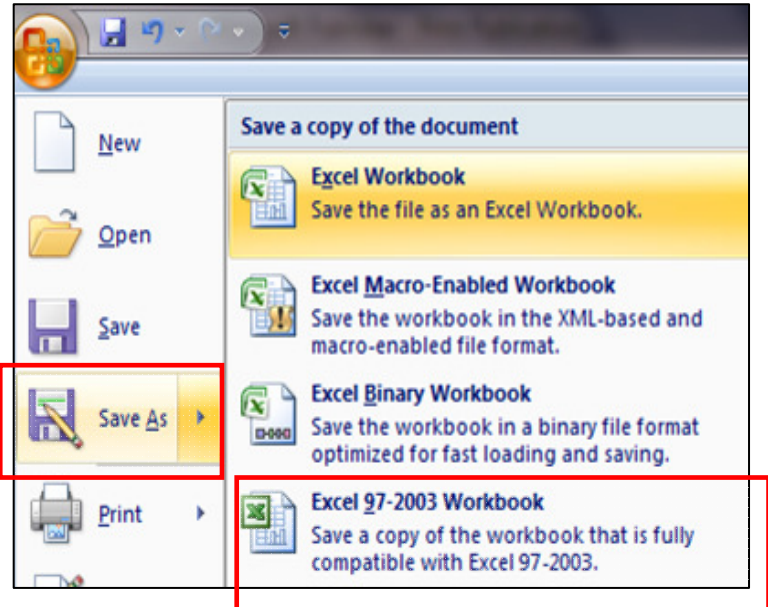 New
Open
Save
Save As
Print
Save a copy of the document
Excel Workbook
Save the file as an Excel Workbook.
Excel Macro-Enabled Workbook
Save the workbook in the XML-based and
macro-enabled file format.
Excel Binary Workbook
Save the workbook in a binary file format
optimized for fast loading and saving.
Excel 97-2003 Workbook
Save a copy of the workbook that is fully
compatible with Excel 97-2003.